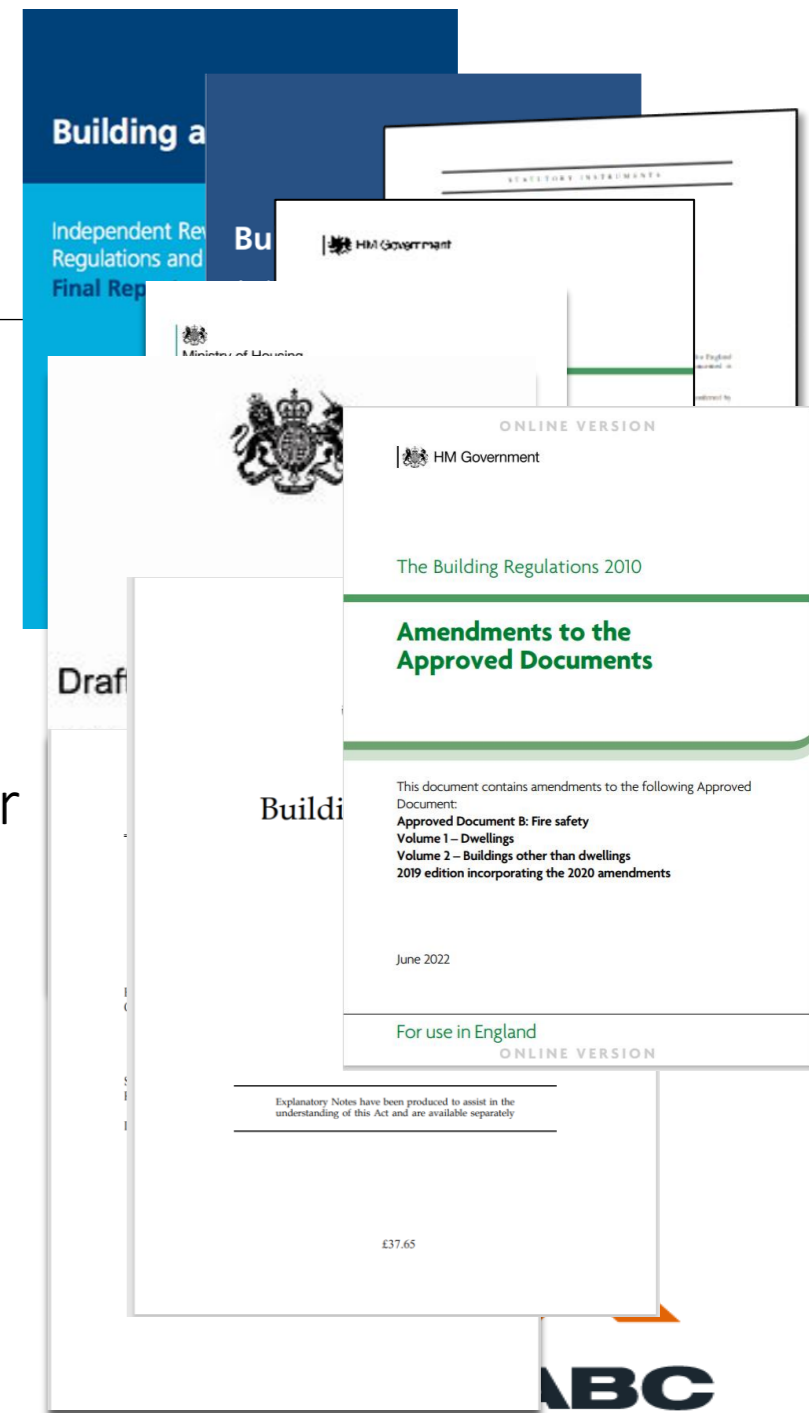 Building a
Independent Rev
Regulations and
Final Rep
Bu
STATUTORY INSTRUMENTS
HM Government
Ministry of Housing
ONLINE VERSION
HM Government
The Building Regulations 2010
Amendments to the
Approved Documents
This document contains amendments to the following Approved
Document:
Approved Document B: Fire safety
Volume 1 – Dwellings
Volume 2 – Buildings other than dwellings
2019 edition incorporating the 2020 amendments
June 2022
For use in England
ONLINE VERSION
Draf
r
Buildi
Explanatory Notes have been produced to assist in the
understanding of this Act and are available separately
£37.65
ABC